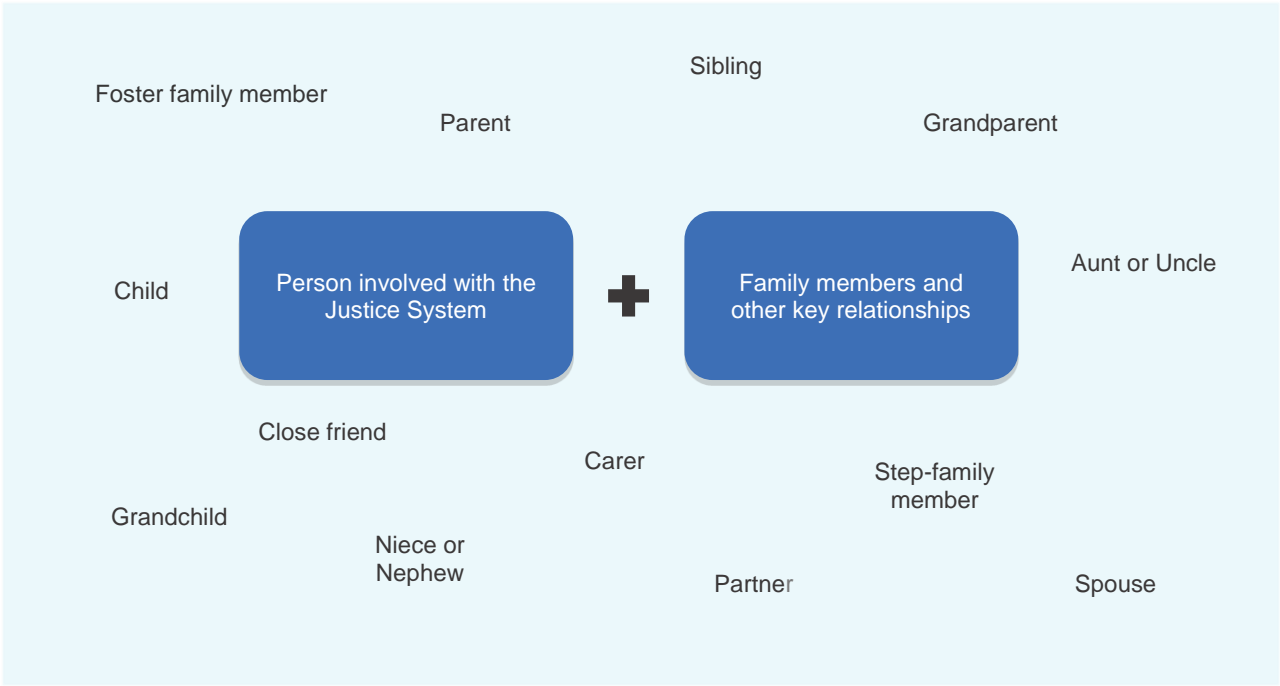 Sibling
Foster family member
Parent
Grandparent
Person involved with the
Justice System
Family members and
other key relationships
Aunt or Uncle
Child
Close friend
Carer
Step-family
member
Grandchild
Niece or
Nephew
Partner
Spouse